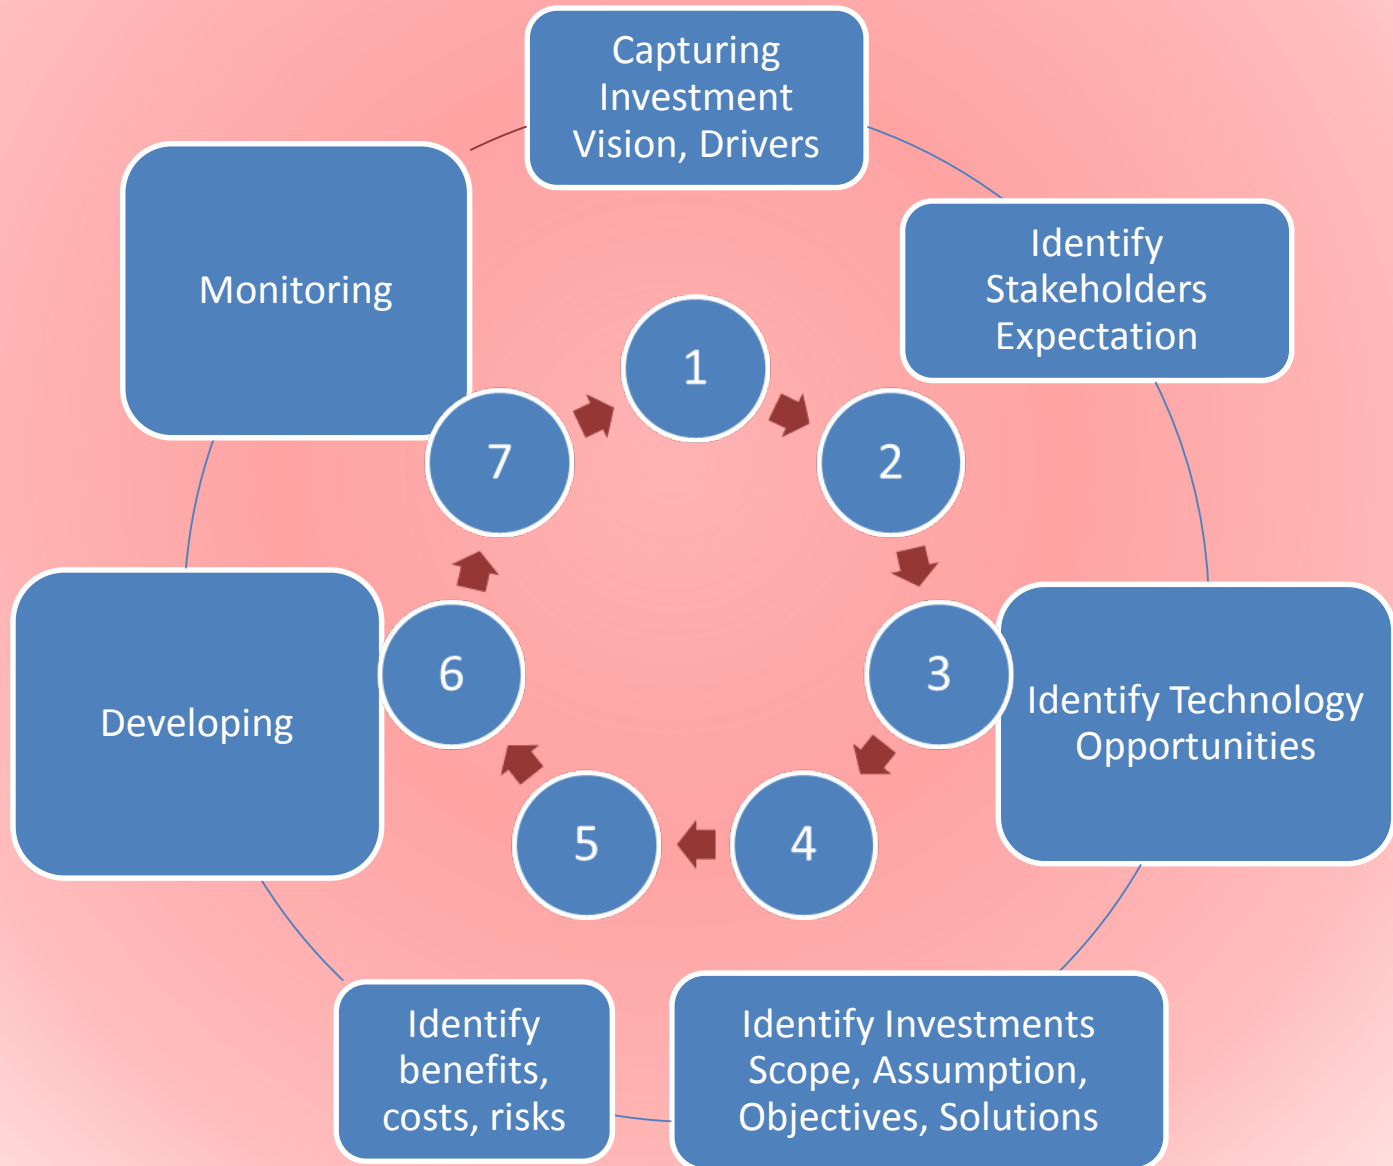 Capturing
Investment
Vision, Drivers
Identify
Stakeholders
Expectation
Identify Technology
Opportunities
Identify Investments
Scope, Assumption,
Objectives, Solutions
Identify
benefits,
costs, risks
Developing
Monitoring
1
2
3
4
5
6
7